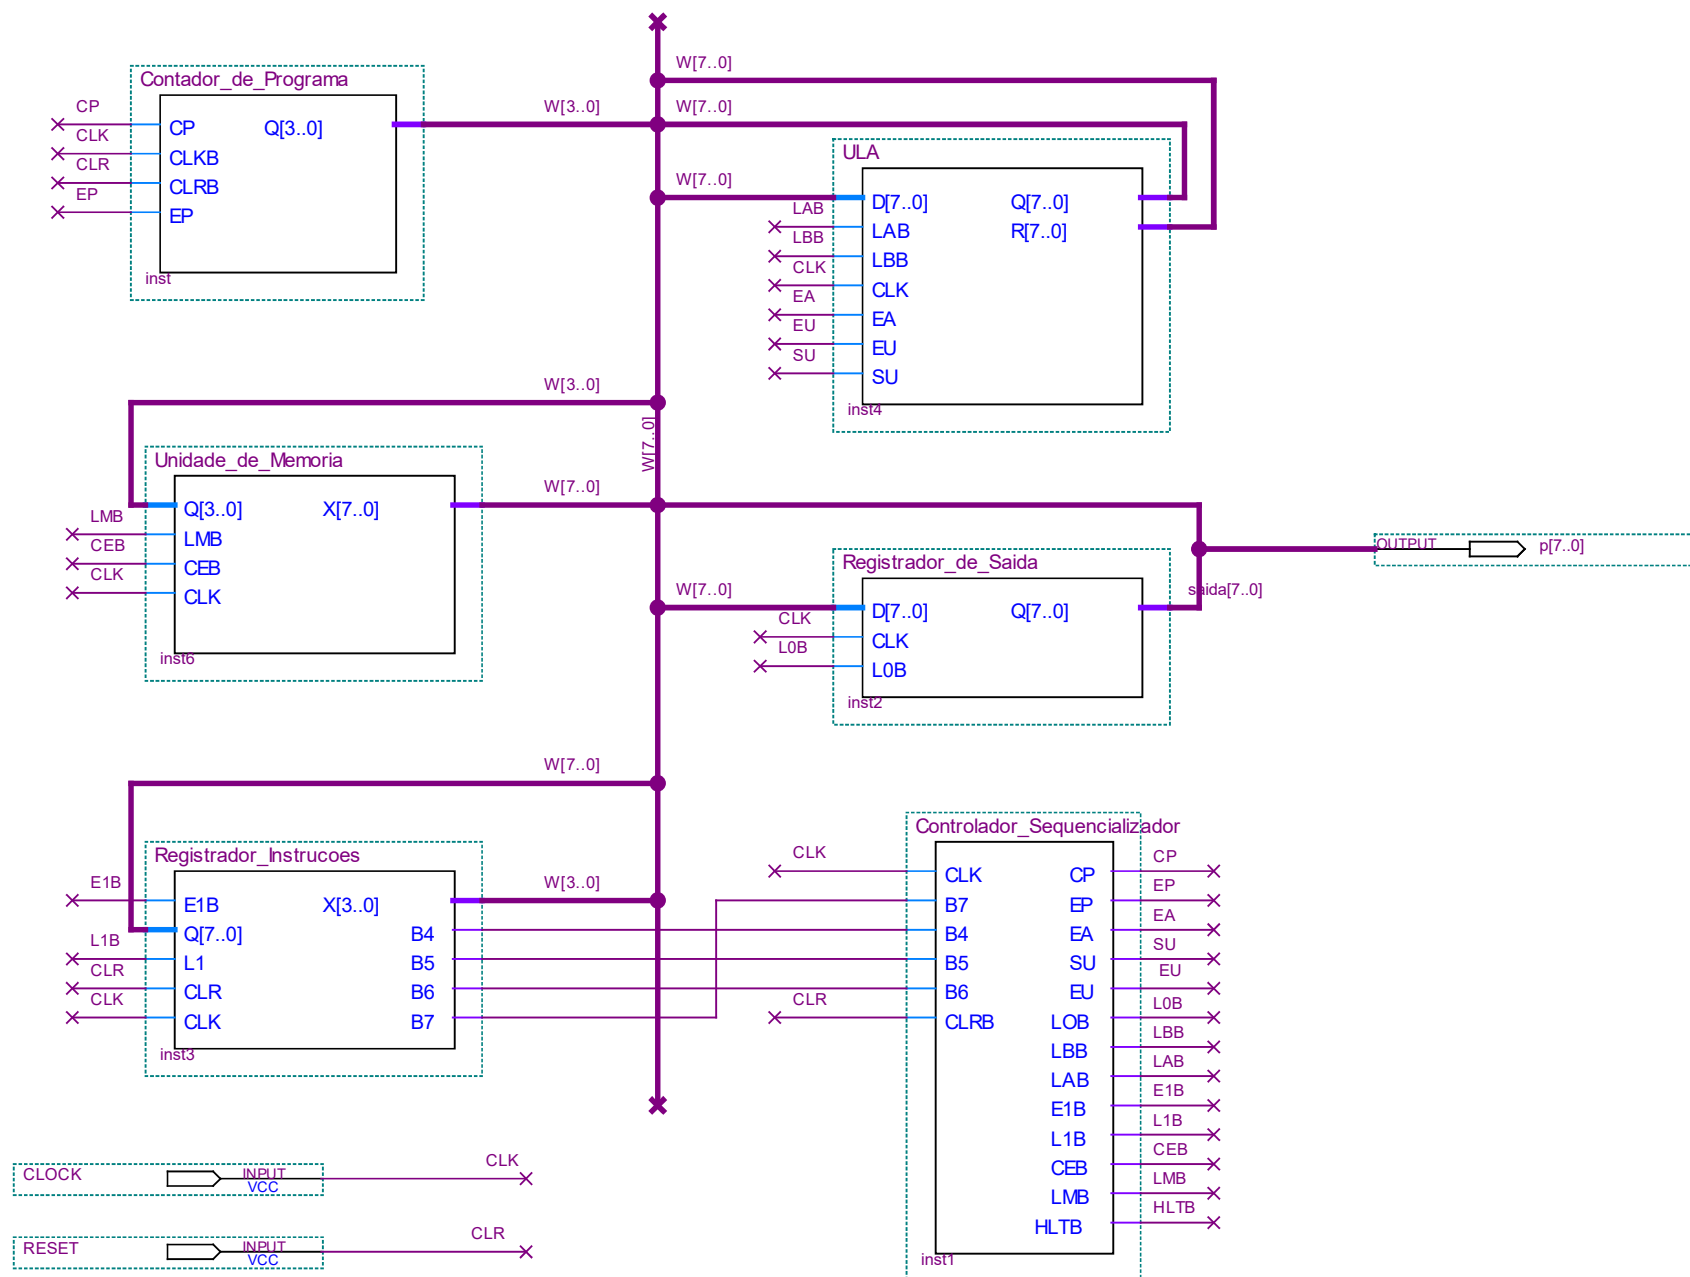 W[7..0]
Contador_de_Programa
CP
CLK
CLR
EP
CP
CLKB
CLRB
EP
Q[3..0]
inst
W[3..0]
W[7..0]
W[7..0]
ULA
LAB
LBB
CLK
EA
EU
SU
D[7..0]
LAB
LBB
CLK
EA
EU
SU
Q[7..0]
R[7..0]
inst4
W[3..0]
W[7..0]
Unidade_de_Memoria
LMB
CEB
CLK
Q[3..0]
LMB
CEB
CLK
X[7..0]
inst6
W[7..0]
OUTPUT
p[7..0]
saida[7..0]
Registrador_de_Saida
W[7..0]
CLK
L0B
D[7..0]
CLK
L0B
Q[7..0]
inst2
W[7..0]
Registrador_Instrucoes
E1B
L1B
CLR
CLK
E1B
Q[7..0]
L1
CLR
CLK
X[3..0]
B4
B5
B6
B7
inst3
W[3..0]
Controlador_Sequencializador
CLK
CLR
CLK
B7
B4
B5
B6
CLRB
CP
EP
EA
SU
EU
LOB
LBB
LAB
E1B
L1B
CEB
LMB
HLTB
CP
EP
EA
SU
EU
L0B
LBB
LAB
E1B
L1B
CEB
LMB
HLTB
inst1
CLOCK
INPUT
VCC
CLK
RESET
INPUT
VCC
CLR